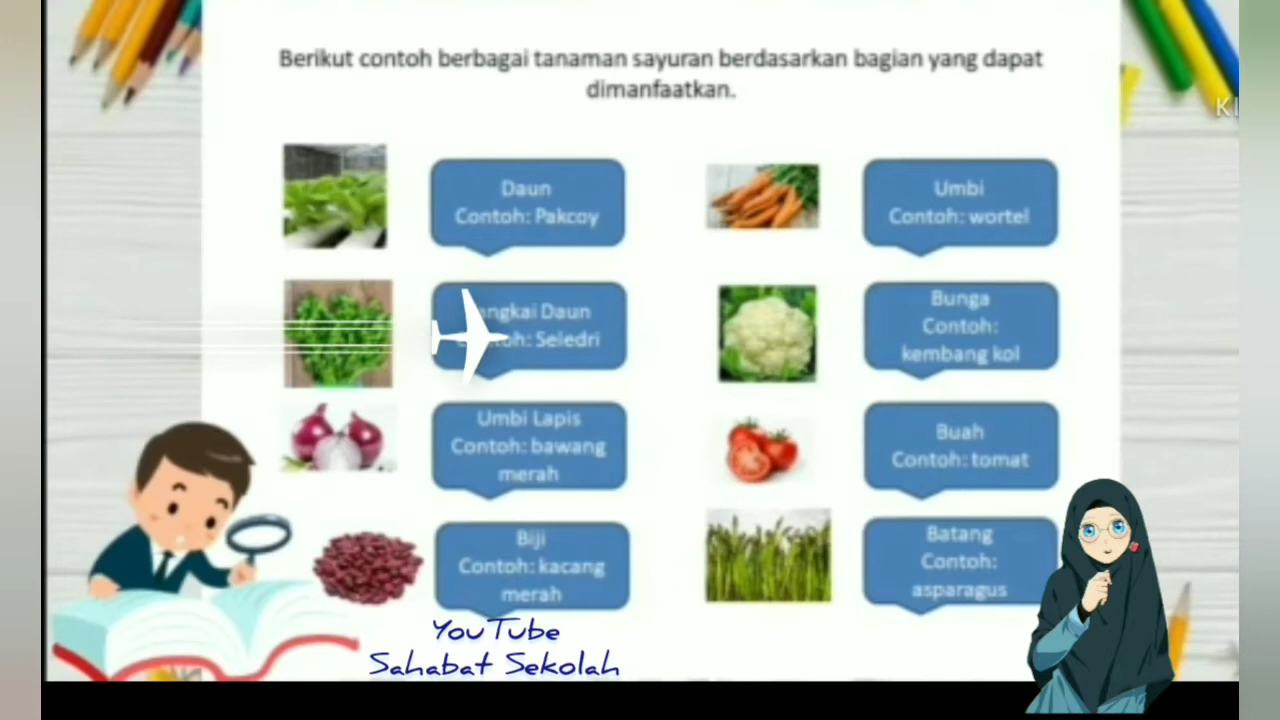 Berikut contoh berbagai tanaman sayuran berdasarkan bagian yang dapat
dimanfaatkan.
Daun
Contoh: Pakcoy
Umbi
Contoh: wortel
Daun
Seledri
Bunga
Contoh:
kembang kol
Umbi Lapis
Contoh: bawang
merah
Buah
Contoh: tomat
Biji
Contoh: kacang
merah
Batang
Contoh:
asparagus
YouTube
Sahabat Sekolah